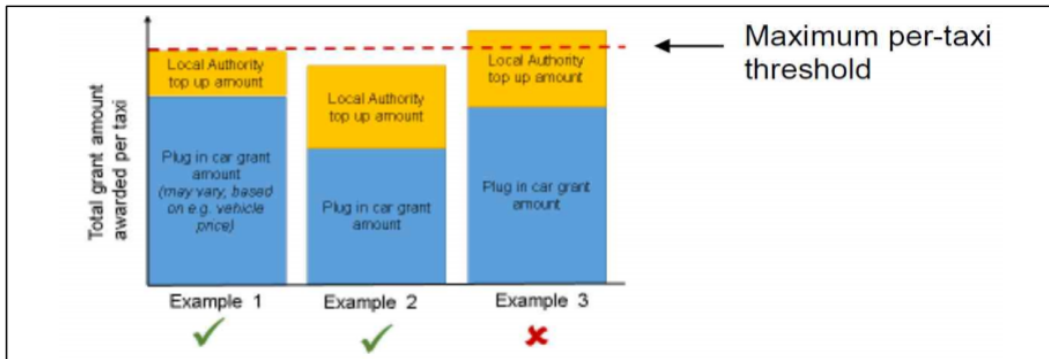 Maximum per-taxi
threshold
Total grant amount
awarded per taxi
Local Authority
top up amount
Plug in car grant
amount
(may vary, based
on e.g. vehicle
price)
Local Authority
top up amount
Plug in car grant
amount
Local Authority
top up amount
Plug in car grant
amount
Example 1
Example 2
Example 3